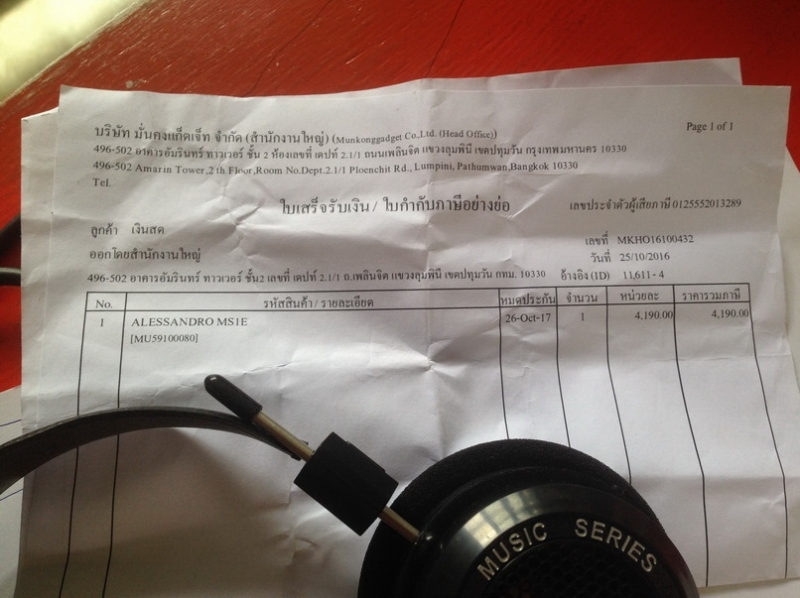 บริษัท มั่นคงแก็ดเจ็ท จำกัด (สำนักงานใหญ่) (Munkonggadget Co.,Ltd. (Head Office))
Page 1 of 1
496-502 อาคารอัมรินทร์ ทาวเวอร์ ชั้น 2 ห้องเลขที่ เดปท์ 2.1/1 ถนนเพลินจิต แขวงลุมพินี เขตปทุมวัน กรุงเทพมหานคร 10330
496-502 Amarin Tower,2 th Floor,Room No.Dept.2.1/1 Ploenchit Rd., Lumpini, Pathumwan,Bangkok 10330
Tel.
ใบเสร็จรับเงิน / ใบกำกับภาษีอย่างย่อ
เลขประจำตัวผู้เสียภาษี 0125552013289
ลูกค้า เงินสด
เลขที่ MKHO16100432
ออกโดยสำนักงานใหญ่
วันที่ 25/10/2016
496-502 อาคารอัมรินทร์ ทาวเวอร์ ชั้น2 เลขที่ เดปท์ 2.1/1 ถ.เพลินจิต แขวงลุมพินี เขตปทุมวัน กทม. 10330
อ้างอิง (ID) 11,611 - 4
No. รหัสสินค้า / รายละเอียด หมดประกัน จำนวน หน่วยละ ราคารวมภาษี
1 ALESSANDRO MS1E 26-Oct-17 1 4,190.00 4,190.00
[MU59100080]
MUSIC SERIES